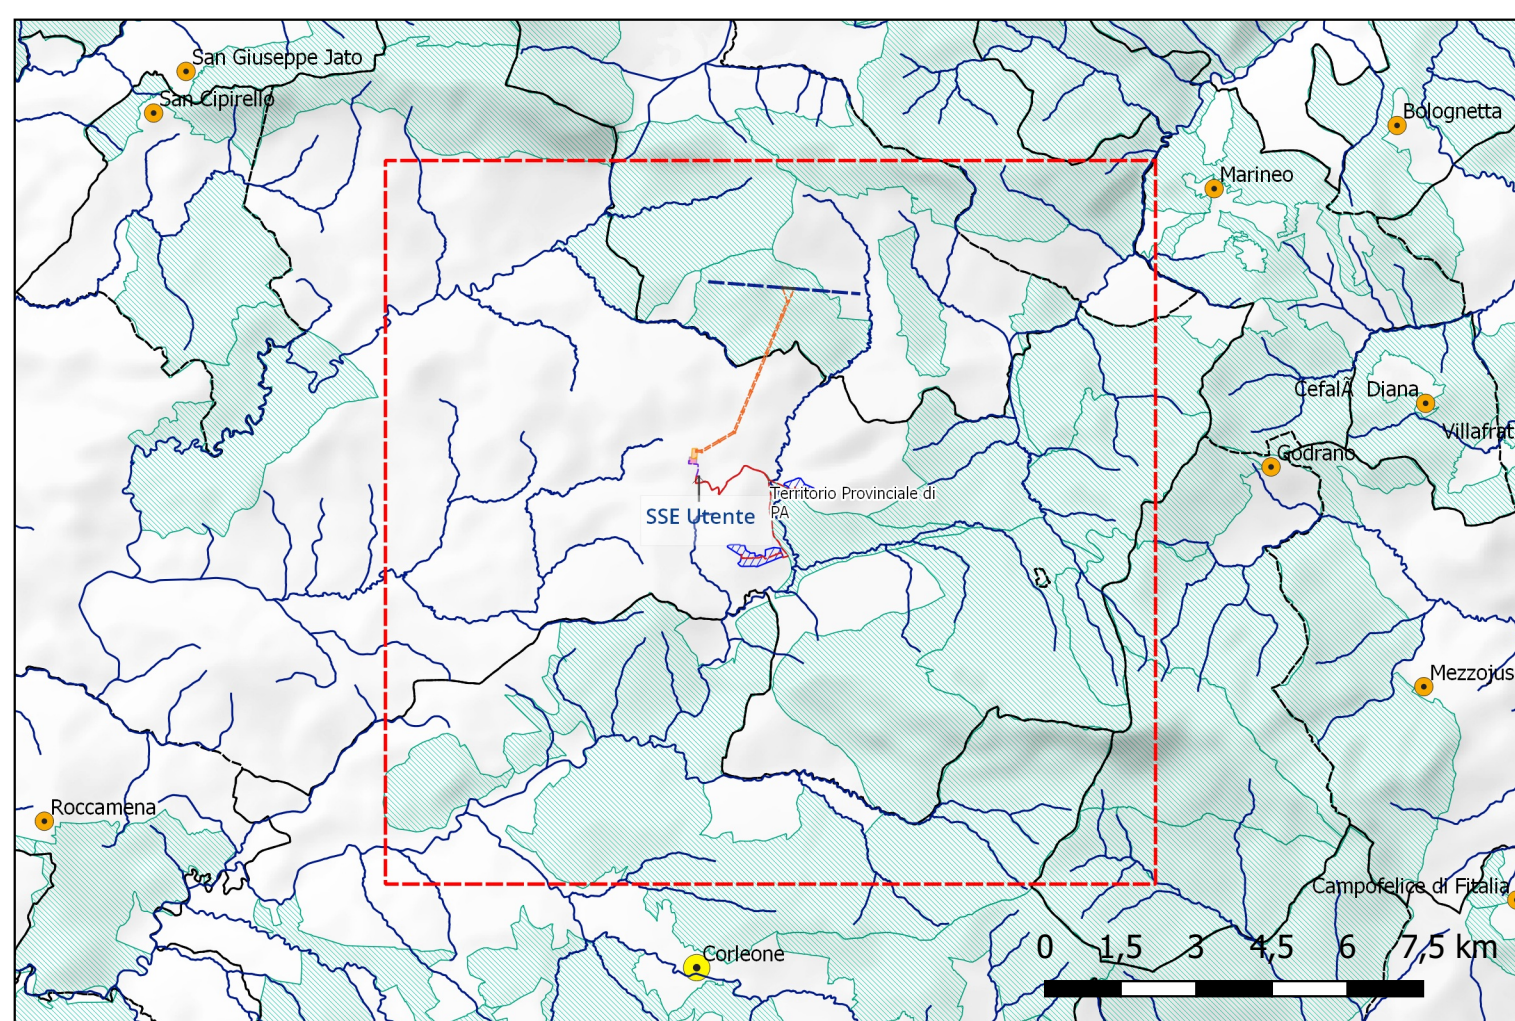 San Giuseppe Jato
San Cipirello
Bolognetta
Marineo
CefalÃ Diana
Villafrat
Godrano
Territorio Provinciale di
PA
SSE Utente
Mezzojus
Roccamena
Campofelice di Fitalia
Corleone
0 1,5 3 4,5 6 7,5 km